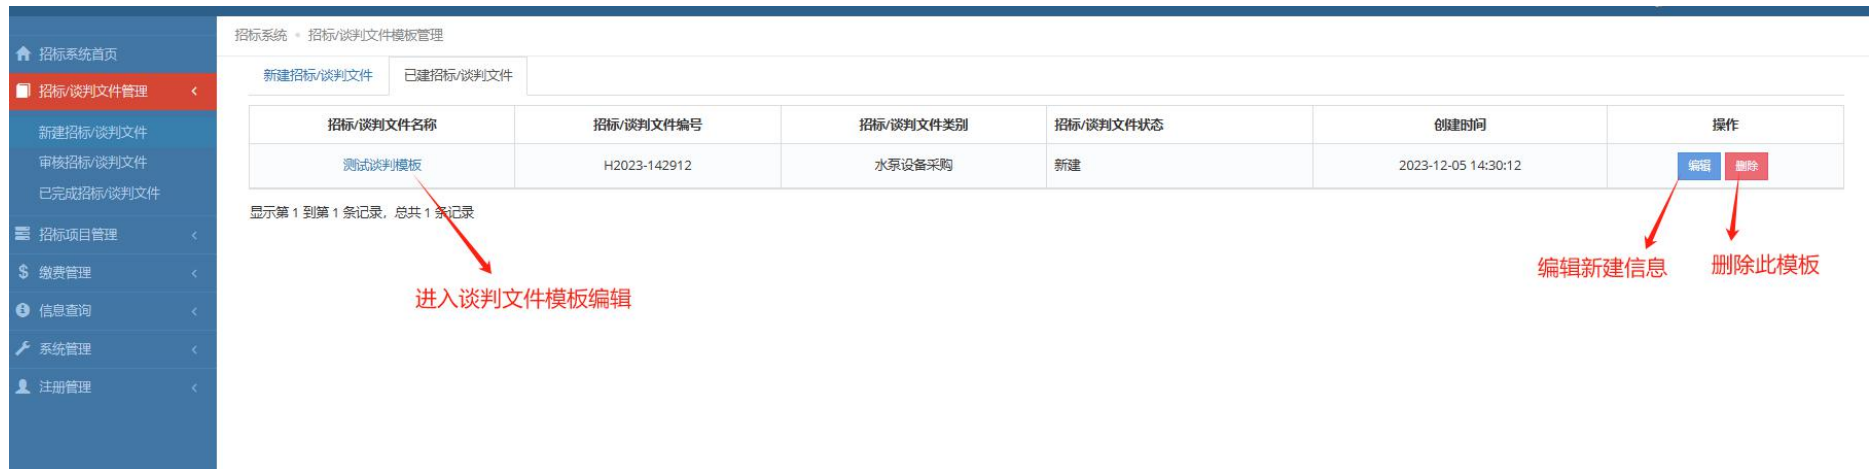 招标系统 • 招标/谈判文件模板管理
招标系统首页
招标/谈判文件管理
新建招标/谈判文件
审核招标/谈判文件
已完成招标/谈判文件
招标项目管理
缴费管理
信息查询
系统管理
注册管理
新建招标/谈判文件 已建招标/谈判文件
招标/谈判文件名称 招标/谈判文件编号 招标/谈判文件类别 招标/谈判文件状态 创建时间 操作
测试谈判模板 H2023-142912 水泵设备采购 新建 2023-12-05 14:30:12 编辑 删除
显示第 1 到第 1 条记录，总共 1 条记录
进入谈判文件模板编辑
编辑新建信息
删除此模板